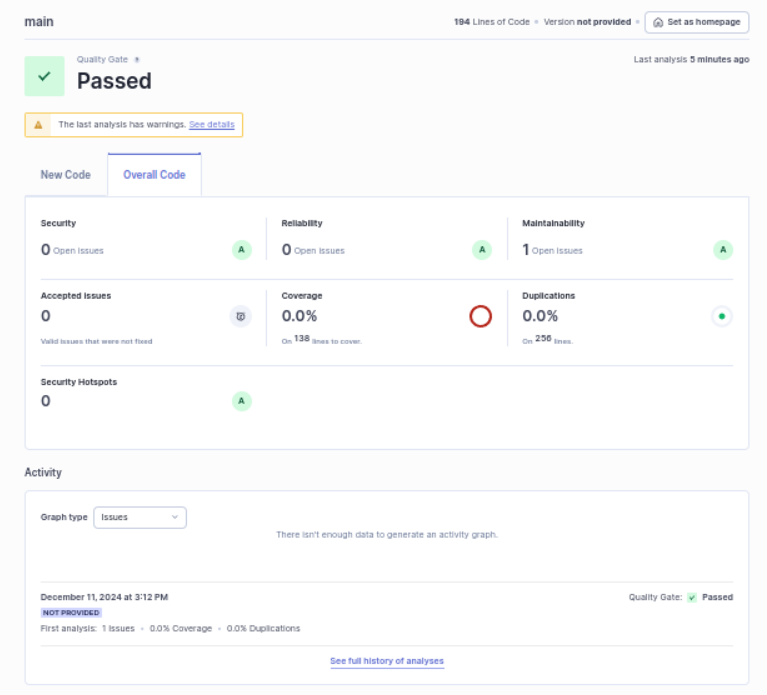 main
194 Lines of Code • Version not provided • Set as homepage
Quality Gate
Passed
Last analysis 5 minutes ago
The last analysis has warnings. See details
New Code Overall Code
Security Reliability Maintainability
0 Open Issues A 0 Open Issues A 1 Open Issues A
Accepted Issues Coverage Duplications
0 0.0% 0.0%
Valid issues that were not fixed On 138 lines to cover. On 256 lines.
Security Hotspots
0 A
Activity
Graph type Issues
There isn't enough data to generate an activity graph.
December 11, 2024 at 3:12 PM Quality Gate: Passed
NOT PROVIDED
First analysis: 1 Issues • 0.0% Coverage • 0.0% Duplications
See full history of analyses